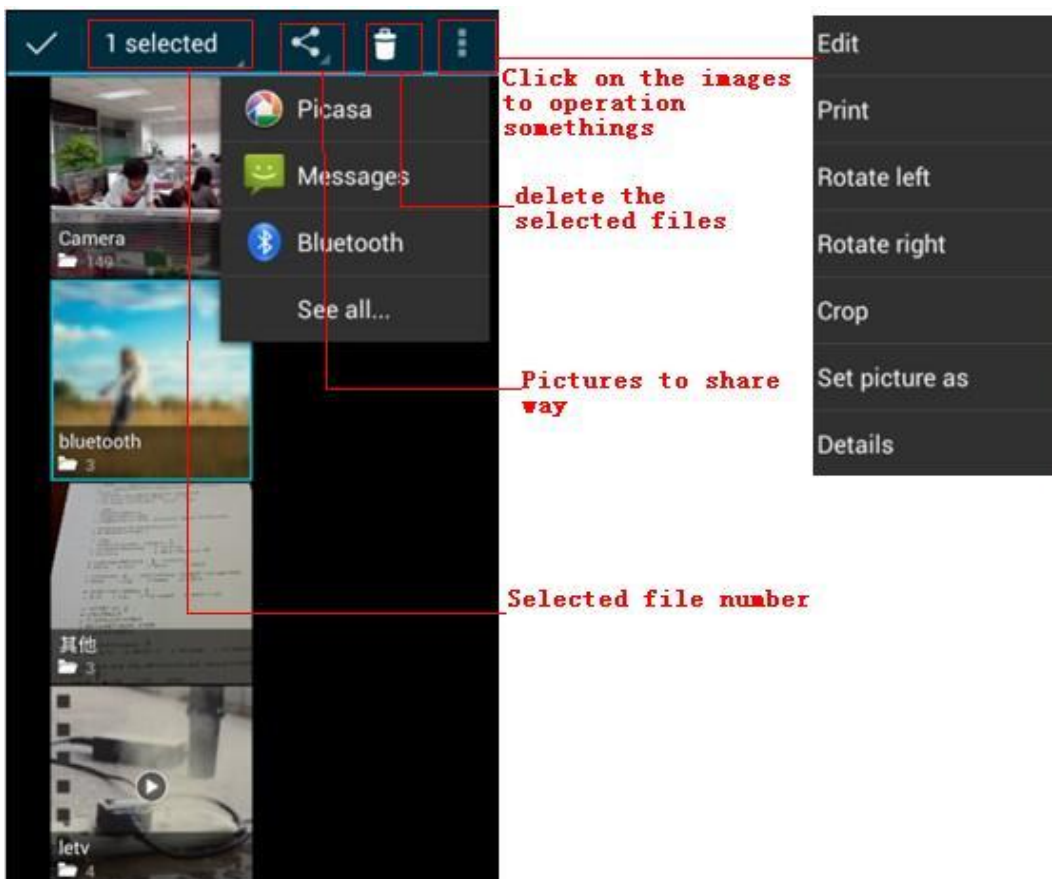 1 selected
Picasa
Messages
Bluetooth
See all...
Camera
149
bluetooth
3
其他
3
letv
4
Click on the images
to operation
somethings
delete the
selected files
Pictures to share
way
Selected file number
Edit
Print
Rotate left
Rotate right
Crop
Set picture as
Details